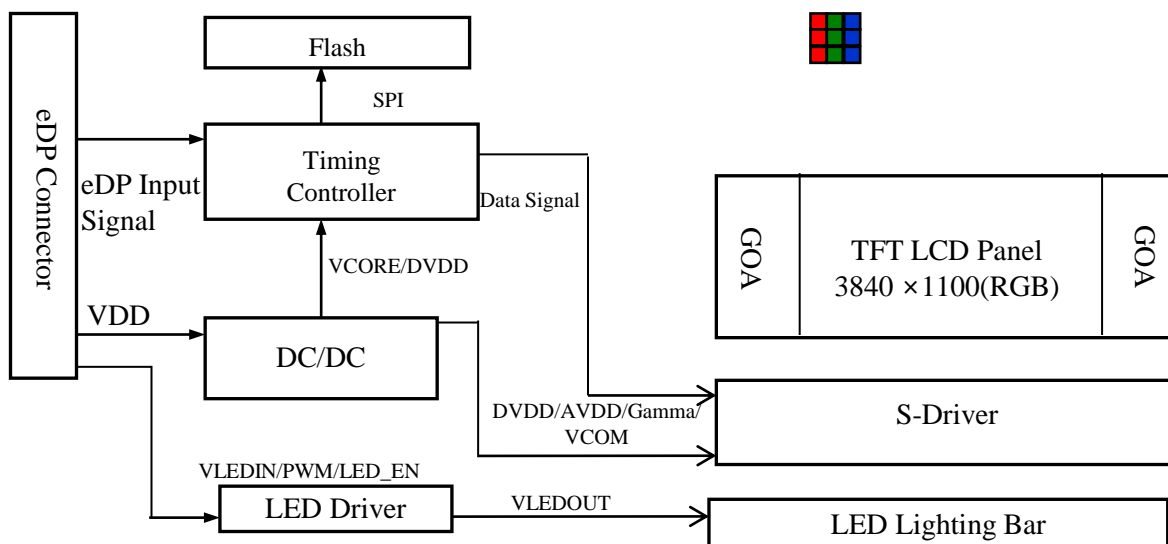 Flash
SPI
eDP Connector
Timing
Controller
eDP Input
Signal
Data Signal
GOA
TFT LCD Panel
3840 ×1100(RGB)
GOA
VCORE/DVDD
VDD
DC/DC
DVDD/AVDD/Gamma/
VCOM
S-Driver
VLEDIN/PWM/LED_EN
LED Driver
VLEDOUT
LED Lighting Bar